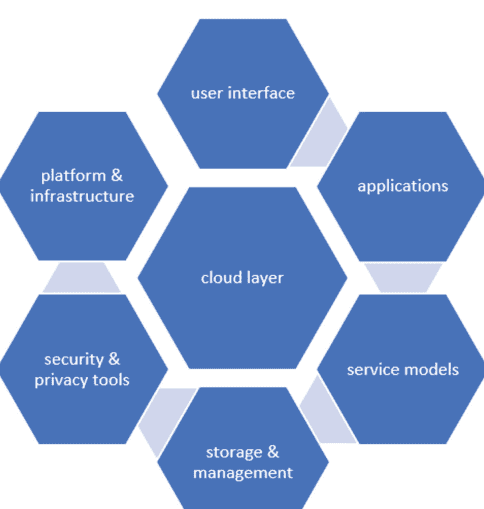 user interface
applications
service models
storage &
management
security &
privacy tools
platform &
infrastructure
cloud layer